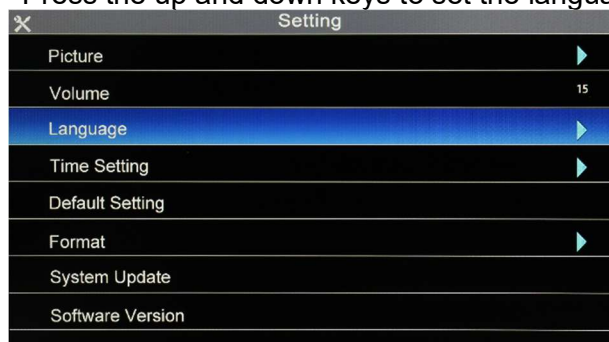 Press the up and down keys to set the langu
Setting
Picture
Volume 15
Language
Time Setting
Default Setting
Format
System Update
Software Version